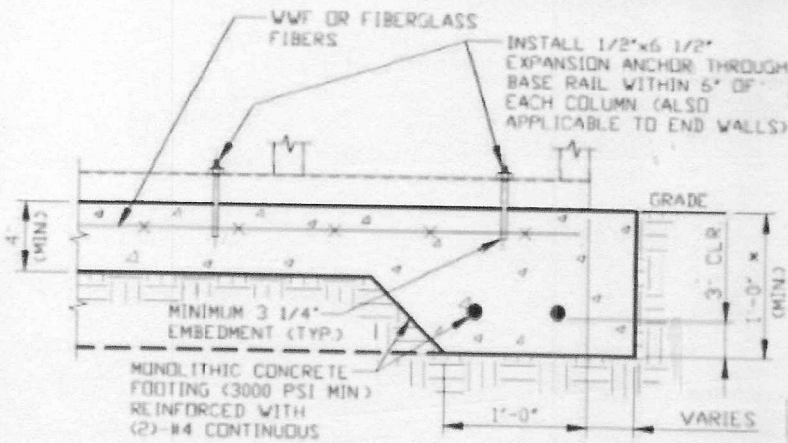 WWF OR FIBERGLASS
FIBERS
INSTALL 1/2"x6 1/2"
EXPANSION ANCHOR THROUGH
BASE RAIL WITHIN 6" OF
EACH COLUMN (ALSO
APPLICABLE TO END WALLS)
GRADE
4"
(MIN)
3" CLR
1'-0" *
(MIN)
MINIMUM 3 1/4"
EMBEDMENT (TYP.)
MONOLITHIC CONCRETE
FOOTING (3000 PSI MIN)
REINFORCED WITH
(2)-#4 CONTINUOUS
1'-0"
VARIES